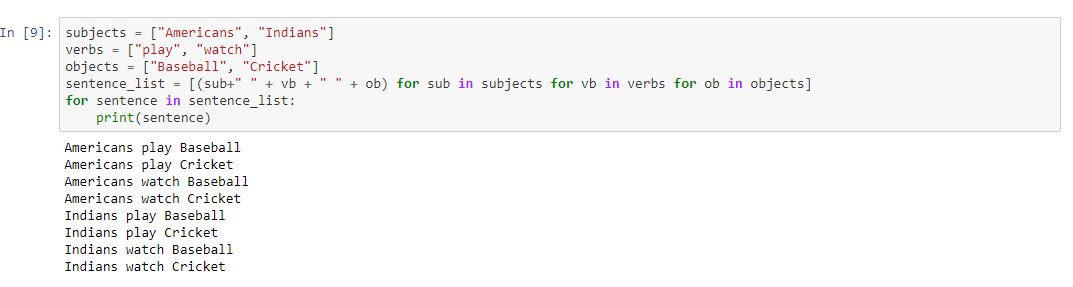 In [9]: subjects = ["Americans", "Indians"]
verbs = ["play", "watch"]
objects = ["Baseball", "Cricket"]
sentence_list = [(sub+" " + vb + " " + ob) for sub in subjects for vb in verbs for ob in objects]
for sentence in sentence_list:
    print(sentence)
Americans play Baseball
Americans play Cricket
Americans watch Baseball
Americans watch Cricket
Indians play Baseball
Indians play Cricket
Indians watch Baseball
Indians watch Cricket